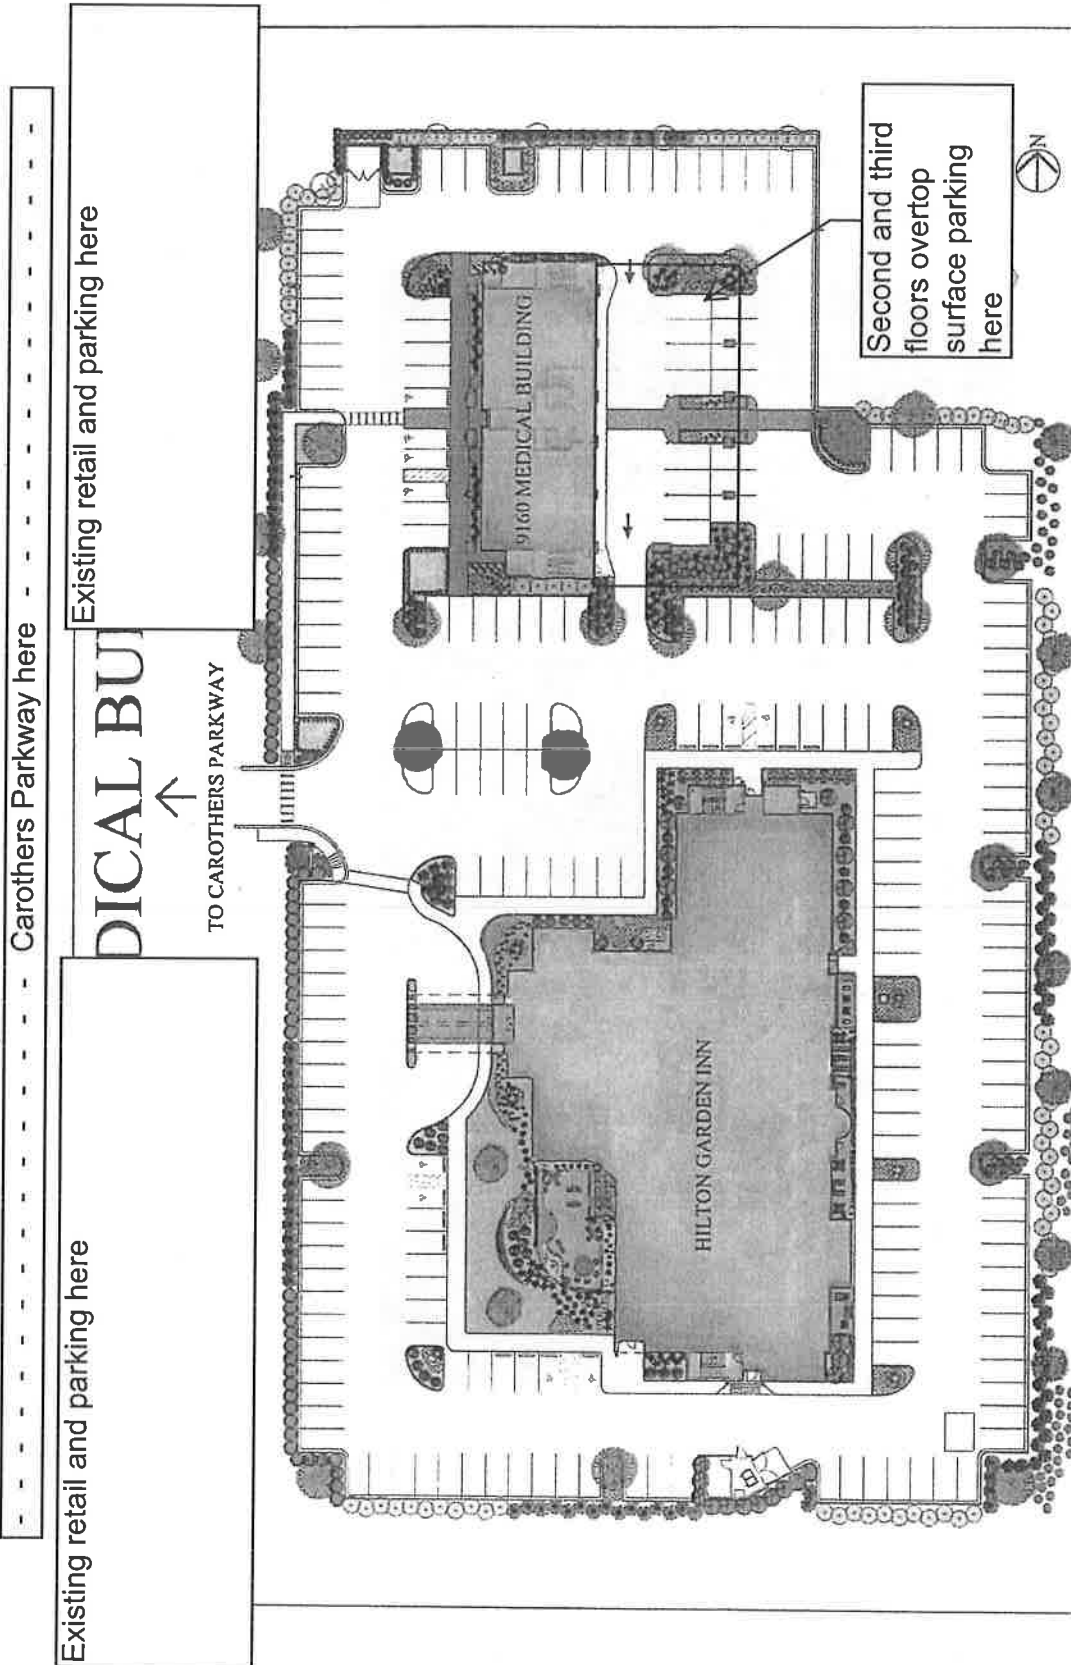 Carothers Parkway here
Existing retail and parking here
Existing retail and parking here
DICAL BU
TO CAROTHERS PARKWAY
9160 MEDICAL BUILDING
HILTON GARDEN INN
Second and third
floors overtop
surface parking
here
N
B